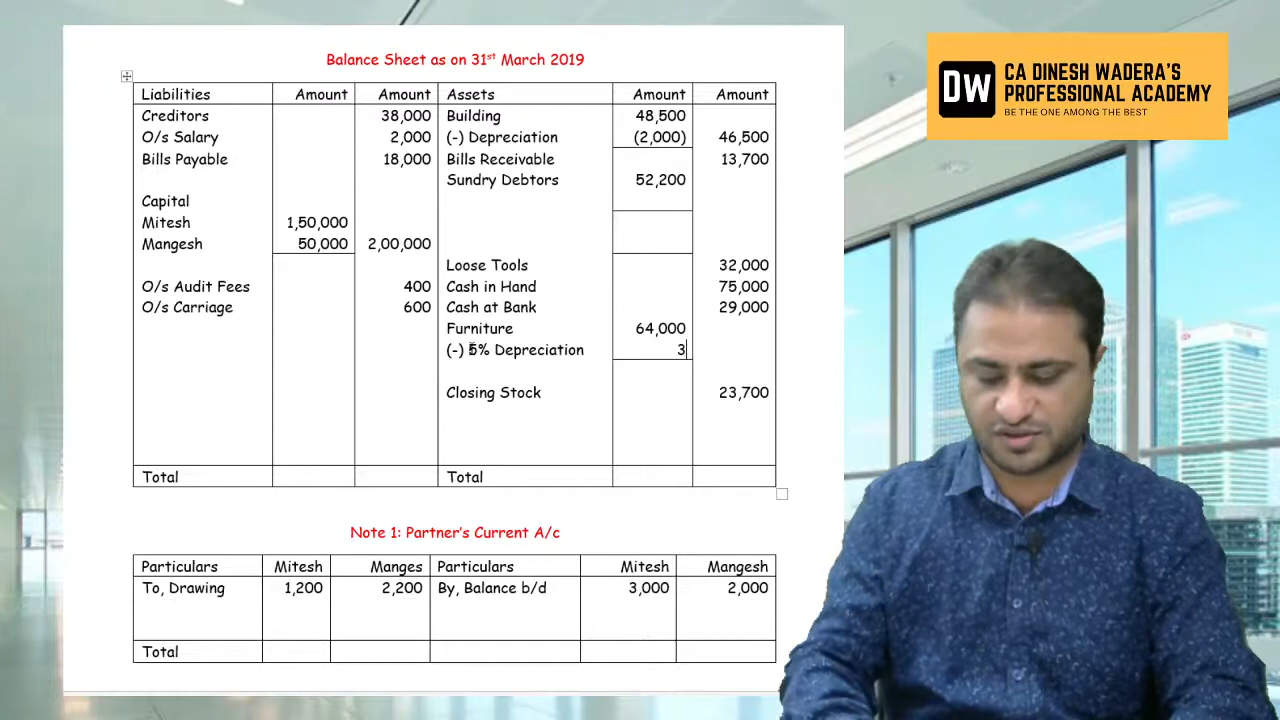 Balance Sheet as on 31st March 2019
Liabilities Amount Amount Assets Amount Amount
Creditors 38,000 Building 48,500
O/s Salary 2,000 (-) Depreciation (2,000) 46,500
Bills Payable 18,000 Bills Receivable 13,700
Sundry Debtors 52,200
Capital
Mitesh 1,50,000
Mangesh 50,000 2,00,000
Loose Tools 32,000
O/s Audit Fees 400 Cash in Hand 75,000
O/s Carriage 600 Cash at Bank 29,000
Furniture 64,000
(-) 5% Depreciation 3
Closing Stock 23,700
Total Total
Note 1: Partner's Current A/c
Particulars Mitesh Manges Particulars Mitesh Mangesh
To, Drawing 1,200 2,200 By, Balance b/d 3,000 2,000
Total
DW
CA DINESH WADERA'S
PROFESSIONAL ACADEMY
BE THE ONE AMONG THE BEST